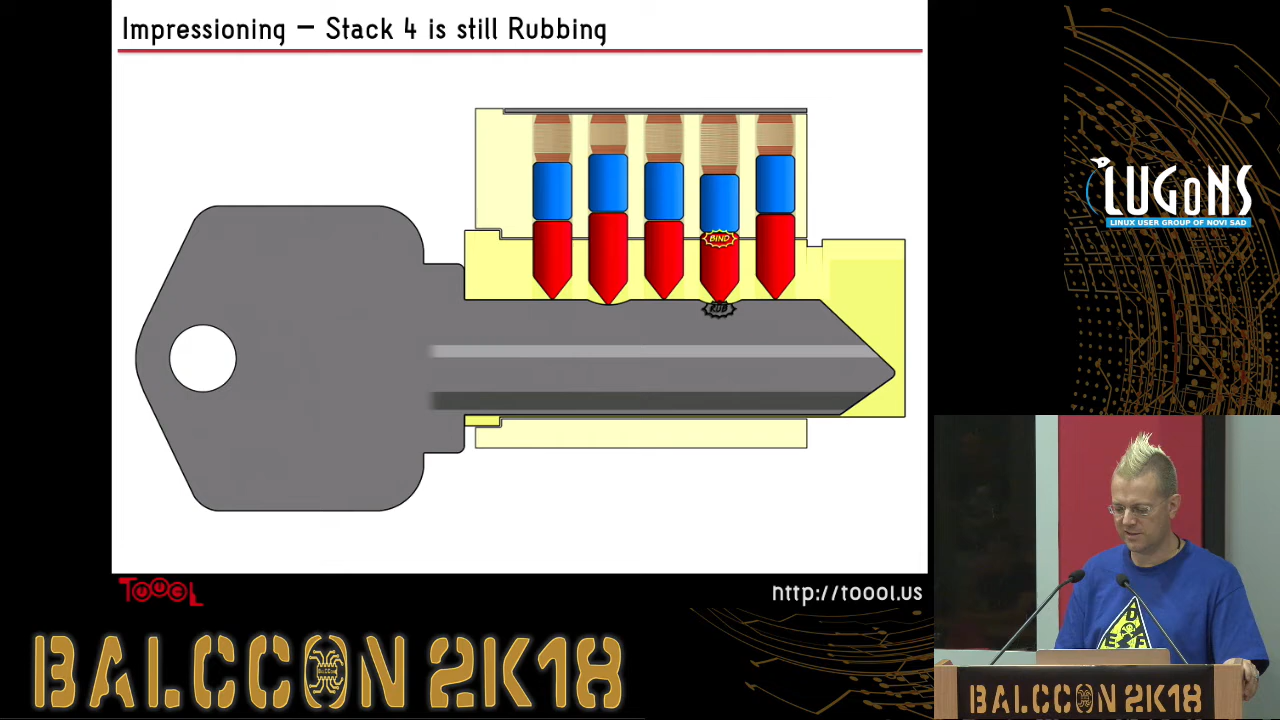 Impressioning – Stack 4 is still Rubbing
BIND
RUB
TOOOL
http://toool.us
BALCCON 2K18
LUGoNS
LINUX USER GROUP OF NOVI SAD
BALCCON 2K18